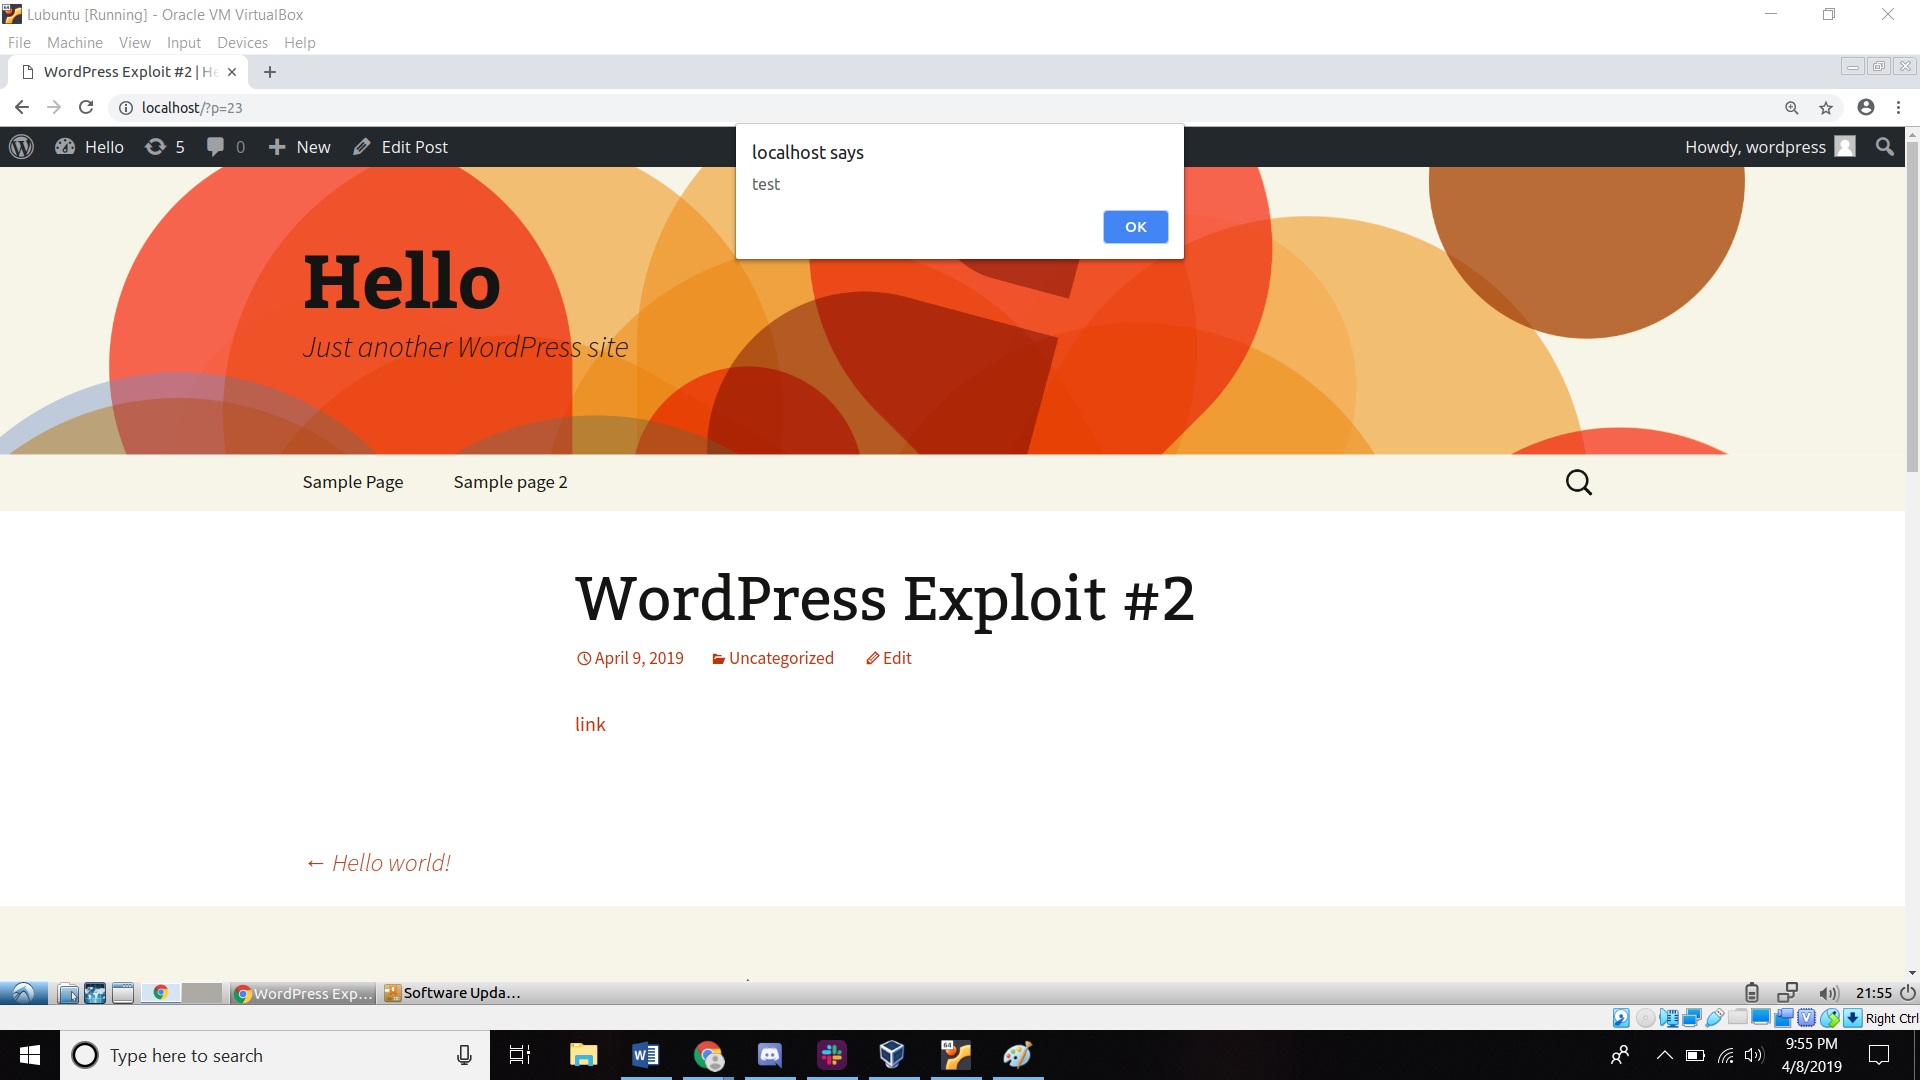 Lubuntu [Running] - Oracle VM VirtualBox
File Machine View Input Devices Help
WordPress Exploit #2 | He
localhost/?p=23
Hello 5 0 New Edit Post
Howdy, wordpress
localhost says
test
OK
Hello
Just another WordPress site
Sample Page Sample page 2
WordPress Exploit #2
April 9, 2019 Uncategorized Edit
link
← Hello world!
WordPress Exp... Software Upda... 21:55
Right Ctrl
Type here to search
9:55 PM
4/8/2019